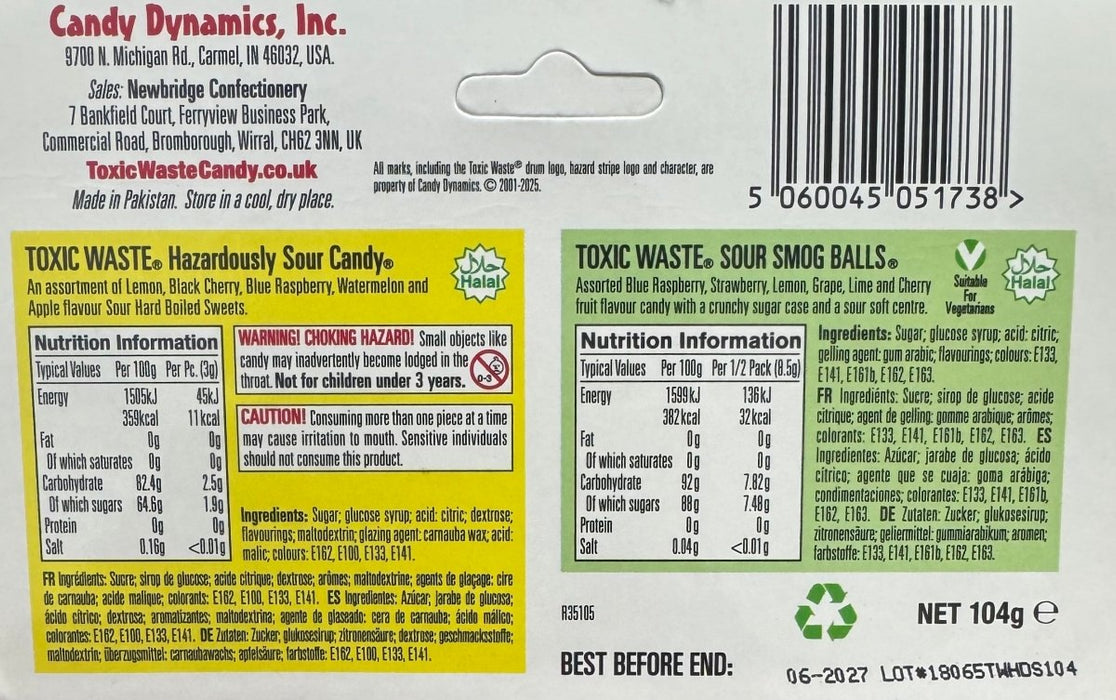 Candy Dynamics, Inc.
9700 N. Michigan Rd., Carmel, IN 46032, USA.
Sales: Newbridge Confectionery
7 Bankfield Court, Ferryview Business Park,
Commercial Road, Bromborough, Wirral, CH62 3NN, UK
ToxicWasteCandy.co.uk
Made in Pakistan. Store in a cool, dry place.
All marks, including the Toxic Waste® drum logo, hazard stripe logo and character, are
property of Candy Dynamics. © 2001-2025.
5 060045 051738 >
TOXIC WASTE® Hazardously Sour Candy®
An assortment of Lemon, Black Cherry, Blue Raspberry, Watermelon and
Apple flavour Sour Hard Boiled Sweets.
حلال
Halal
Nutrition Information
Typical Values Per 100g Per Pc. (3g)
Energy 1505kJ 45kJ
359kcal 11kcal
Fat 0g 0g
Of which saturates 0g 0g
Carbohydrate 82.4g 2.5g
Of which sugars 64.6g 1.9g
Protein 0g 0g
Salt 0.16g <0.01g
WARNING! CHOKING HAZARD! Small objects like
candy may inadvertently become lodged in the
throat. Not for children under 3 years.
0-3
CAUTION! Consuming more than one piece at a time
may cause irritation to mouth. Sensitive individuals
should not consume this product.
Ingredients: Sugar; glucose syrup; acid: citric; dextrose;
flavourings; maltodextrin; glazing agent: carnauba wax; acid:
malic; colours: E162, E100, E133, E141.
FR Ingrédients: Sucre; sirop de glucose; acide citrique; dextrose; arômes; maltodextrine; agents de glaçage: cire
de carnauba; acide malique; colorants: E162, E100, E133, E141. ES Ingredientes: Azúcar; jarabe de glucosa;
ácido cítrico; dextrosa; aromatizantes; maltodextrina; agente de glaseado: cera de carnauba; ácido málico;
colorantes: E162, E100, E133, E141. DE Zutaten: Zucker; glukosesirup; zitronensäure; dextrose; geschmacksstoffe;
maltodextrin; überzugsmittel: carnaubawachs; apfelsäure; farbstoffe: E162, E100, E133, E141.
TOXIC WASTE® SOUR SMOG BALLS®
Assorted Blue Raspberry, Strawberry, Lemon, Grape, Lime and Cherry
fruit flavour candy with a crunchy sugar case and a sour soft centre.
Suitable
For
Vegetarians
حلال
Halal
Nutrition Information
Typical Values Per 100g Per 1/2 Pack (8.5g)
Energy 1599kJ 136kJ
382kcal 32kcal
Fat 0g 0g
Of which saturates 0g 0g
Carbohydrate 92g 7.82g
Of which sugars 88g 7.48g
Protein 0g 0g
Salt 0.04g <0.01g
Ingredients: Sugar; glucose syrup; acid: citric;
gelling agent: gum arabic; flavourings; colours: E133,
E141, E161b, E162, E163.
FR Ingrediénts: Sucre; sirop de glucose; acide
citrique; agent de gelling: gomme arabique; arômes;
colorants: E133, E141, E161b, E162, E163. ES
Ingredientes: Azúcar; jarabe de glucosa; ácido
cítrico; agente que se cuaja: goma arábiga;
condimentaciones; colorantes: E133, E141, E161b,
E162, E163. DE Zutaten: Zucker; glukosesirup;
zitronensäure; geliermittel: gummiarabikum; aromen;
farbstoffe: E133, E141, E161b, E162, E163.
R35105
NET 104g ℮
BEST BEFORE END:
06-2027 LOT#18065TWHDS104